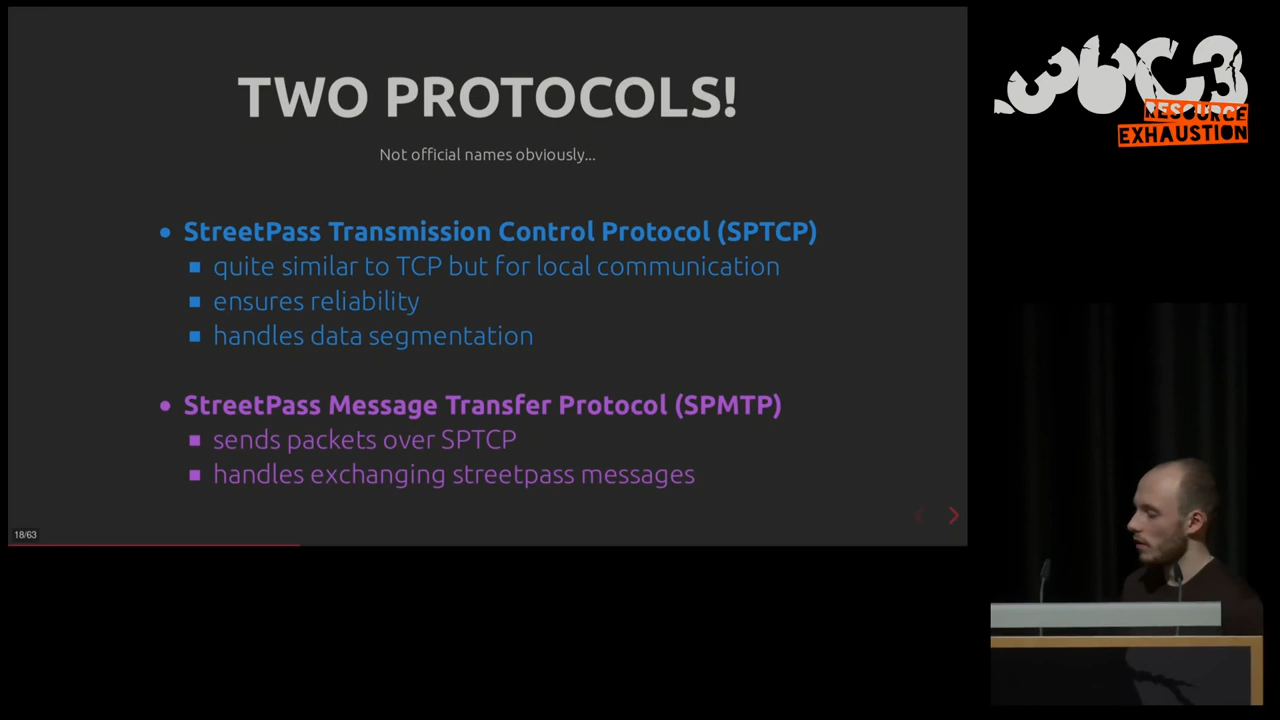 TWO PROTOCOLS!
Not official names obviously...
• StreetPass Transmission Control Protocol (SPTCP)
▪ quite similar to TCP but for local communication
▪ ensures reliability
▪ handles data segmentation
• StreetPass Message Transfer Protocol (SPMTP)
▪ sends packets over SPTCP
▪ handles exchanging streetpass messages
18/63
36C3
RESOURCE
EXHAUSTION